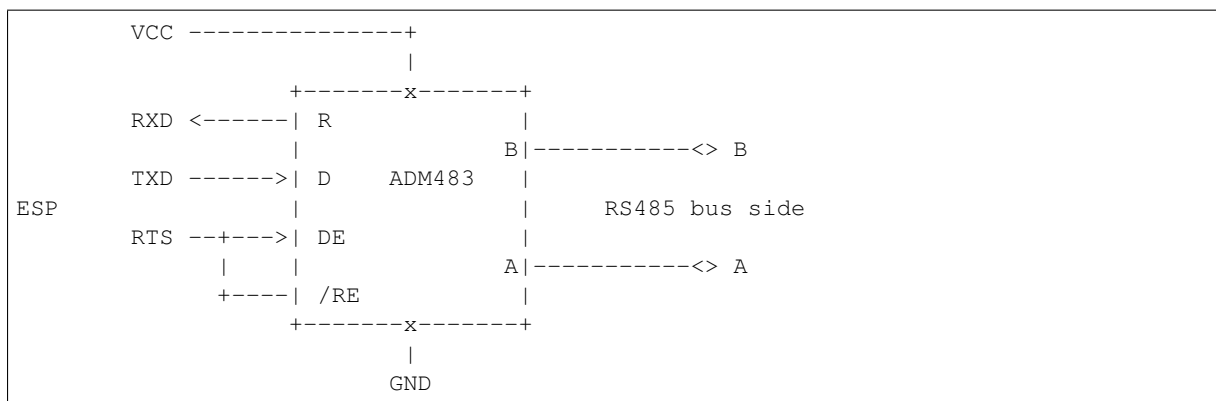 VCC ---------------+
|
+-------x-------+
RXD <------| R |
| B|-----------<> B
TXD ------>| D ADM483 |
ESP | | RS485 bus side
RTS --+--->| DE |
| | A|-----------<> A
+----| /RE |
+-------x-------+
|
GND